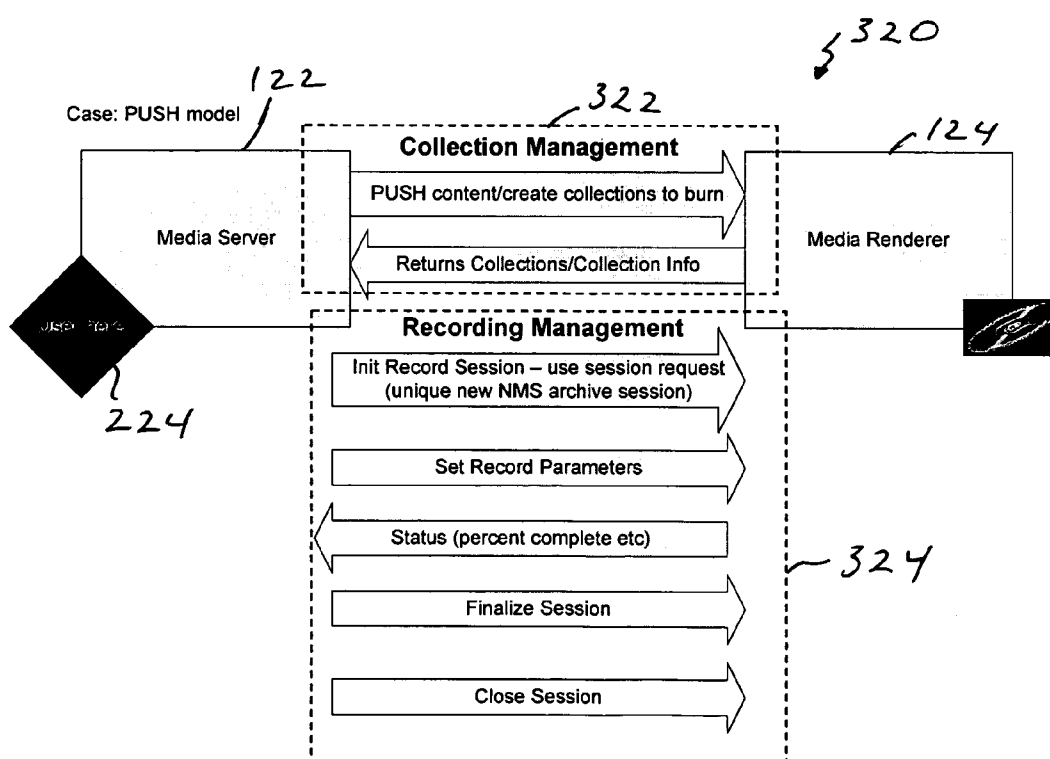 320
122
322
124
Case: PUSH model
Collection Management
PUSH content/create collections to burn
Media Server
Media Renderer
Returns Collections/Collection Info
Recording Management
Init Record Session – use session request
(unique new NMS archive session)
224
Set Record Parameters
Status (percent complete etc)
324
Finalize Session
Close Session